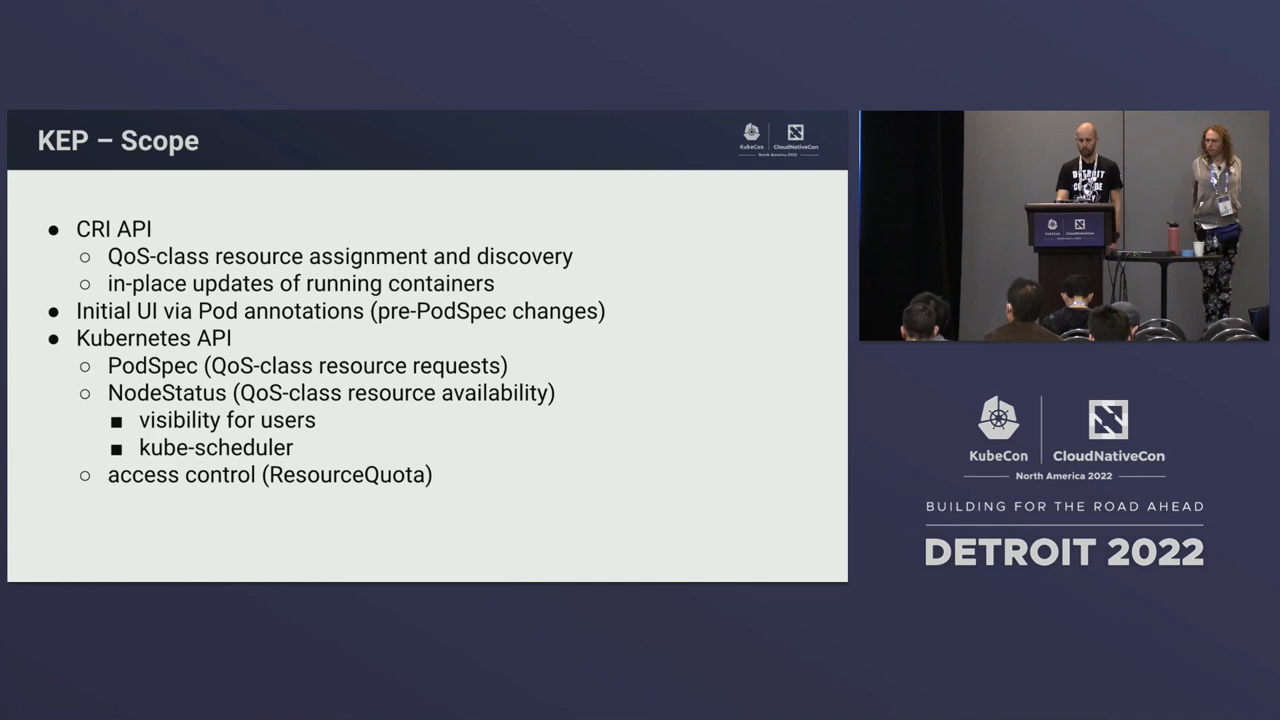 KEP – Scope
KubeCon
CloudNativeCon
North America 2022
● CRI API
○ QoS-class resource assignment and discovery
○ in-place updates of running containers
● Initial UI via Pod annotations (pre-PodSpec changes)
● Kubernetes API
○ PodSpec (QoS-class resource requests)
○ NodeStatus (QoS-class resource availability)
■ visibility for users
■ kube-scheduler
○ access control (ResourceQuota)
DETROIT
KubeCon
CloudNativeCon
North America 2022
BUILDING FOR THE ROAD AHEAD
DETROIT 2022